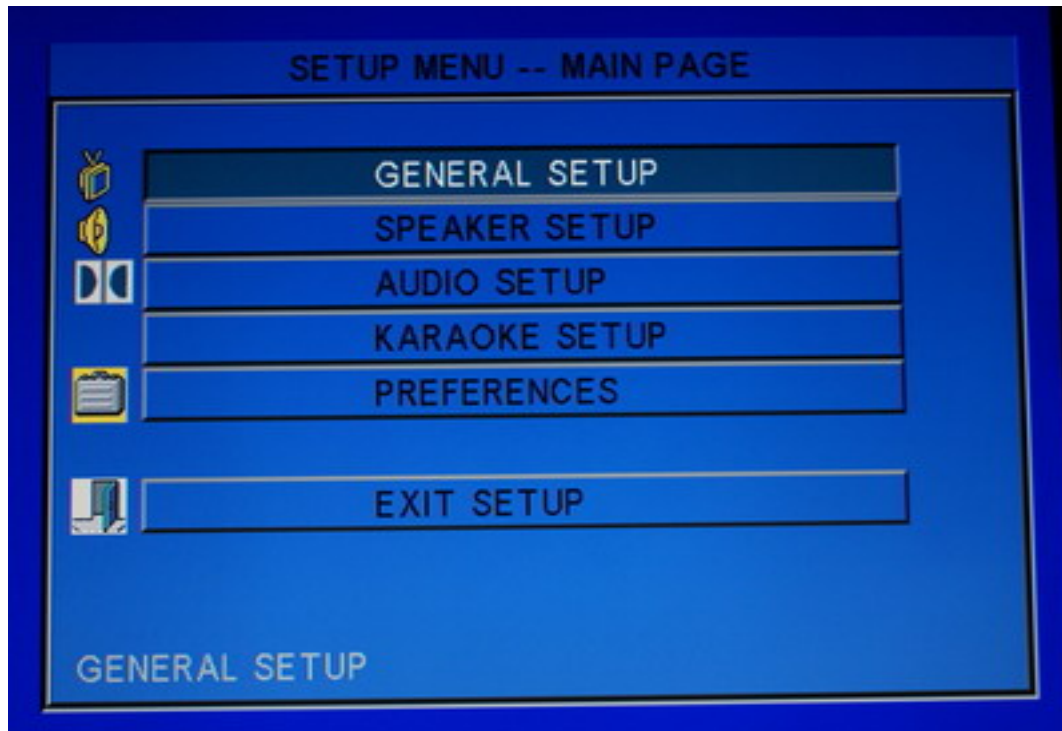 SETUP MENU -- MAIN PAGE
GENERAL SETUP
SPEAKER SETUP
AUDIO SETUP
KARAOKE SETUP
PREFERENCES
EXIT SETUP
GENERAL SETUP